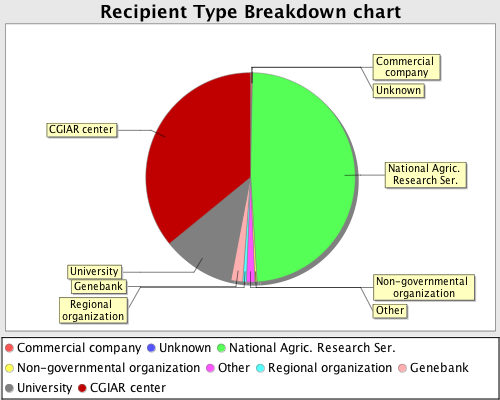 Recipient Type Breakdown chart
Commercial
company
Unknown
CGIAR center
National Agric.
Research Ser.
University
Genebank
Regional
organization
Non-governmental
organization
Other
Commercial company Unknown National Agric. Research Ser.
Non-governmental organization Other Regional organization Genebank
University CGIAR center